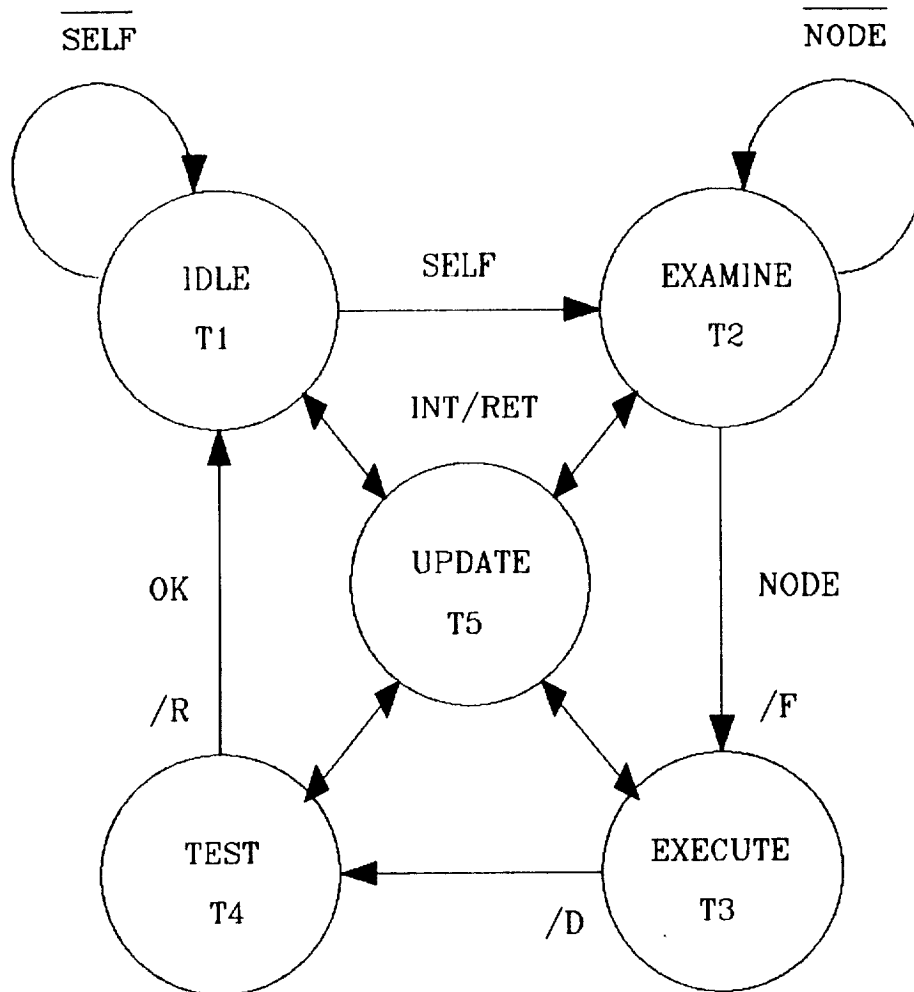 SELF
NODE
IDLE
T1
SELF
EXAMINE
T2
INT/RET
UPDATE
T5
OK
NODE
/R
/F
TEST
T4
EXECUTE
T3
/D